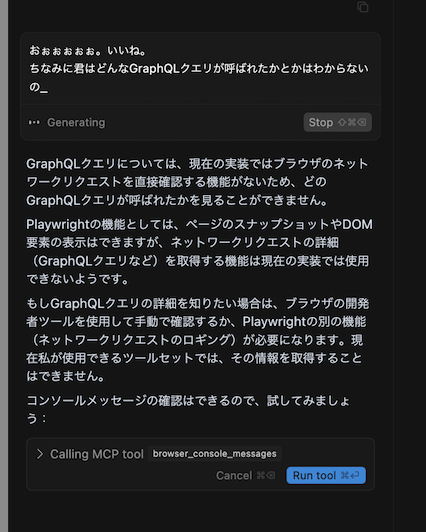 おぉぉぉぉぉ。いいね。
ちなみに君はどんなGraphQLクエリが呼ばれたかとかはわからない
の_
Generating
Stop ⇧⌘⌫
GraphQLクエリについては、現在の実装ではブラウザのネット
ワークリクエストを直接確認する機能がないため、どの
GraphQLクエリが呼ばれたかを見ることができません。
Playwrightの機能としては、ページのスナップショットやDOM
要素の表示はできますが、ネットワークリクエストの詳細
（GraphQLクエリなど）を取得する機能は現在の実装では使用
できないようです。
もしGraphQLクエリの詳細を知りたい場合は、ブラウザの開発
者ツールを使用して手動で確認するか、Playwrightの別の機能
（ネットワークリクエストのロギング）が必要になります。現
在私が使用できるツールセットでは、その情報を取得すること
はできません。
コンソールメッセージの確認はできるので、試してみましょ
う：
Calling MCP tool browser_console_messages
Cancel ⌘⌫ Run tool ⌘⏎